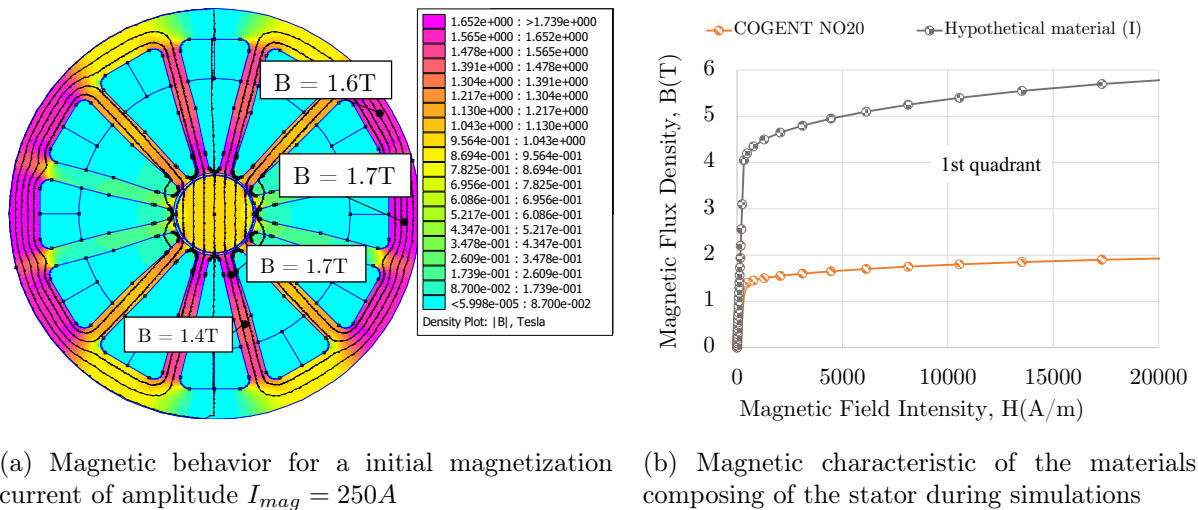 B = 1.6T
B = 1.7T
B = 1.7T
B = 1.4T
1.652e+000 : >1.739e+000
1.565e+000 : 1.652e+000
1.478e+000 : 1.565e+000
1.391e+000 : 1.478e+000
1.304e+000 : 1.391e+000
1.217e+000 : 1.304e+000
1.130e+000 : 1.217e+000
1.043e+000 : 1.130e+000
9.564e-001 : 1.043e+000
8.694e-001 : 9.564e-001
7.825e-001 : 8.694e-001
6.956e-001 : 7.825e-001
6.086e-001 : 6.956e-001
5.217e-001 : 6.086e-001
4.347e-001 : 5.217e-001
3.478e-001 : 4.347e-001
2.609e-001 : 3.478e-001
1.739e-001 : 2.609e-001
8.700e-002 : 1.739e-001
<5.998e-005 : 8.700e-002
Density Plot: |B|, Tesla
COGENT NO20
Hypothetical material (I)
Magnetic Flux Density, B(T)
6
5
4
3
2
1
0
1st quadrant
0
5000
10000
15000
20000
Magnetic Field Intensity, H(A/m)
(a) Magnetic behavior for a initial magnetization
current of amplitude I_{mag} = 250A
(b) Magnetic characteristic of the materials
composing of the stator during simulations